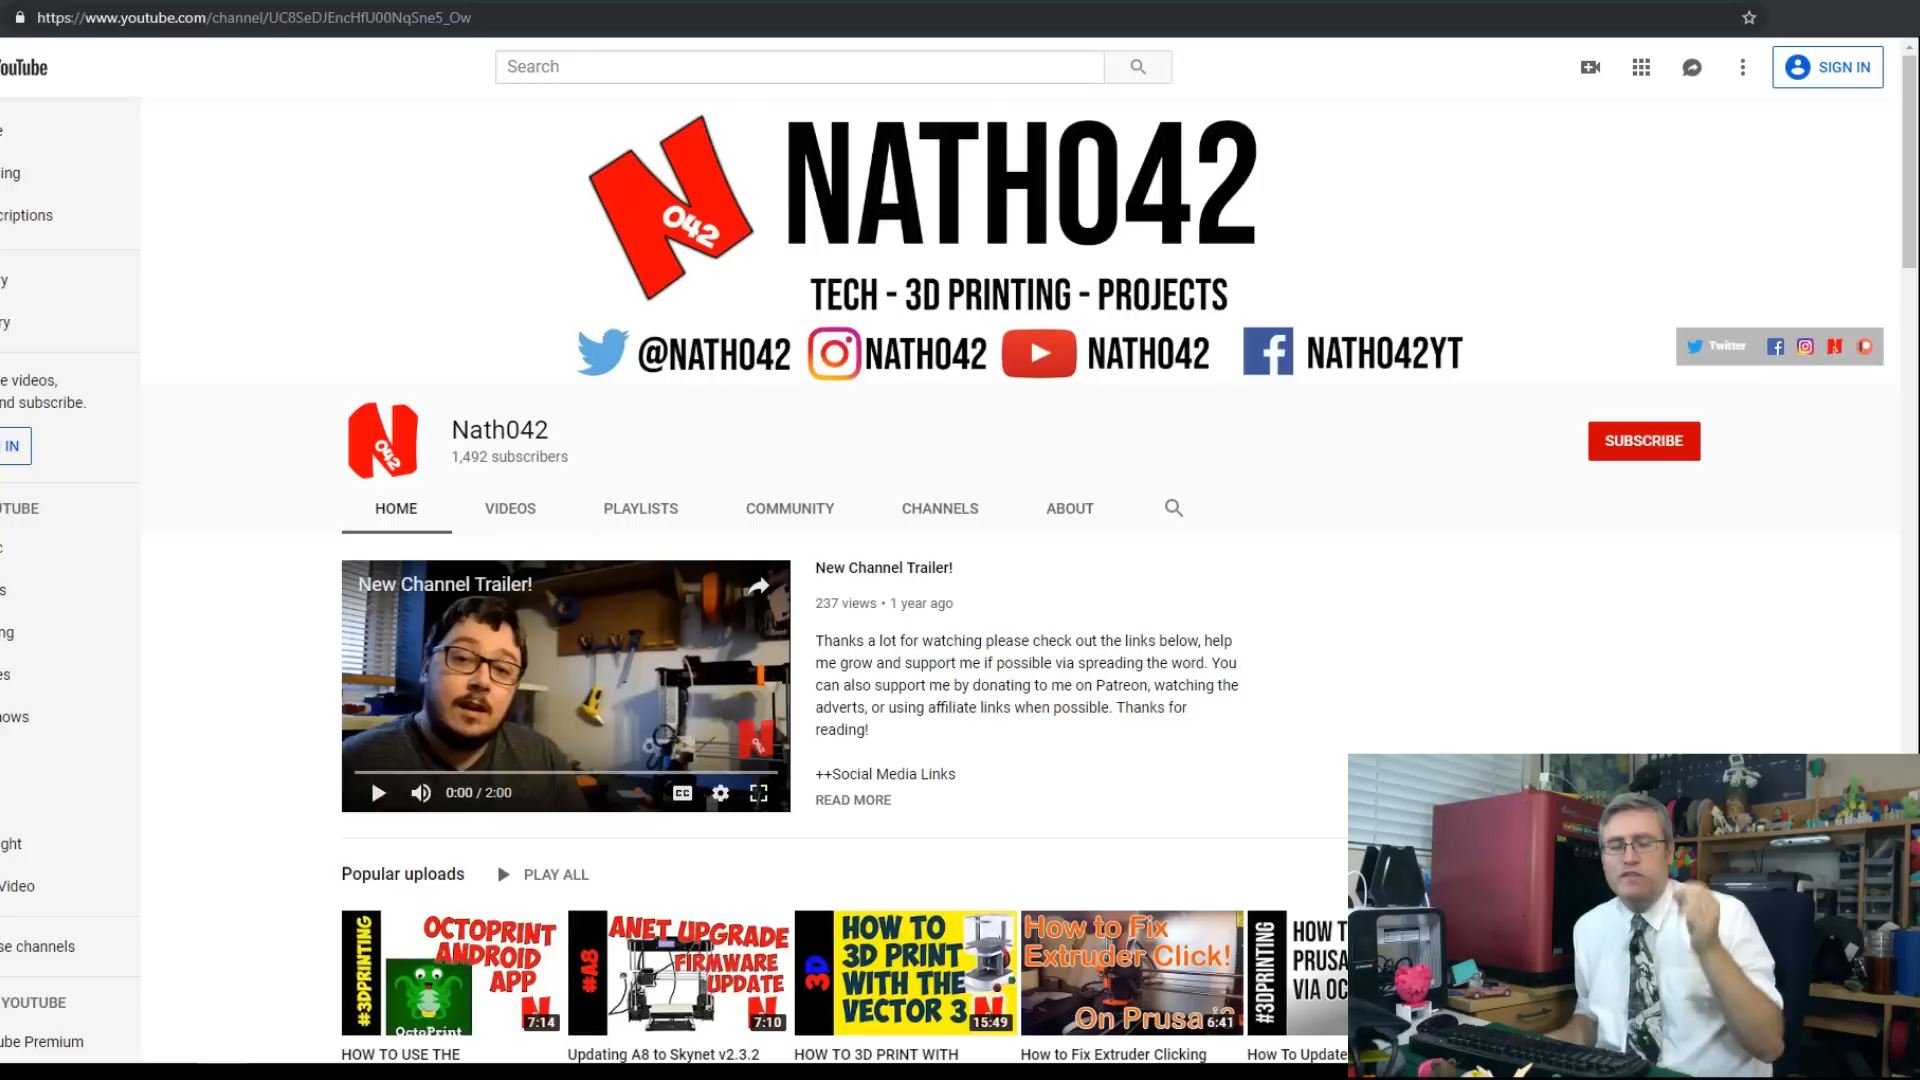 https://www.youtube.com/channel/UC8SeDJEncHfU00NqSne5_Ow
ouTube
Search
SIGN IN
e
ing
criptions
y
ry
e videos,
nd subscribe.
IN
UTUBE
c
s
ng
es
hows
ght
Video
se channels
YOUTUBE
ube Premium
042
NATH042
TECH - 3D PRINTING - PROJECTS
@NATH042
NATH042
NATH042
NATH042YT
Twitter
042
Nath042
1,492 subscribers
SUBSCRIBE
HOME
VIDEOS
PLAYLISTS
COMMUNITY
CHANNELS
ABOUT
New Channel Trailer!
0:00 / 2:00
New Channel Trailer!
237 views • 1 year ago
Thanks a lot for watching please check out the links below, help
me grow and support me if possible via spreading the word. You
can also support me by donating to me on Patreon, watching the
adverts, or using affiliate links when possible. Thanks for
reading!
++Social Media Links
READ MORE
Popular uploads
PLAY ALL
#3DPRINTING
OCTOPRINT
ANDROID
APP
OctoPrint
7:14
#A8
ANET UPGRADE
FIRMWARE
UPDATE
7:10
3D
HOW TO
3D PRINT
WITH THE
VECTOR 3
15:49
How to Fix
Extruder Click!
On Prusa i3
6:41
#3DPRINTING
HOW T
PRUSA
VIA OC
HOW TO USE THE
Updating A8 to Skynet v2.3.2
HOW TO 3D PRINT WITH
How to Fix Extruder Clicking
How To Update